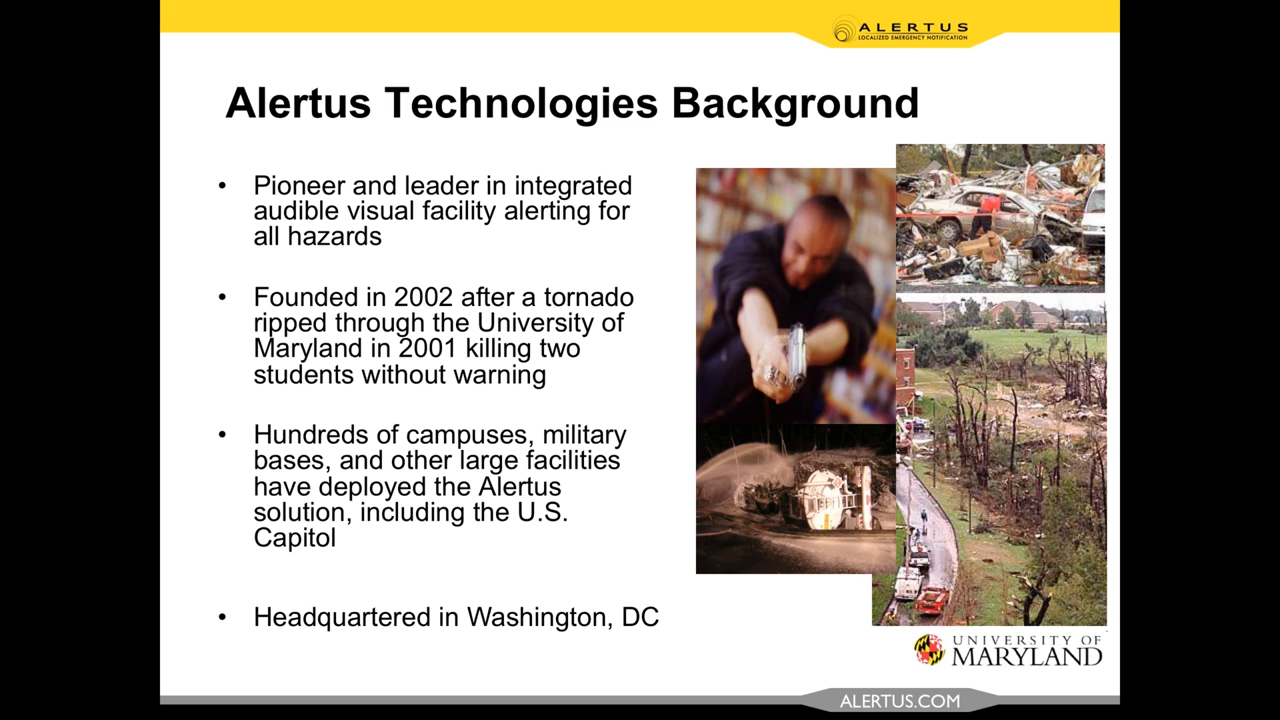 ALERTUS
LOCALIZED EMERGENCY NOTIFICATION
Alertus Technologies Background
• Pioneer and leader in integrated
audible visual facility alerting for
all hazards
• Founded in 2002 after a tornado
ripped through the University of
Maryland in 2001 killing two
students without warning
• Hundreds of campuses, military
bases, and other large facilities
have deployed the Alertus
solution, including the U.S.
Capitol
• Headquartered in Washington, DC
UNIVERSITY OF
MARYLAND
ALERTUS.COM